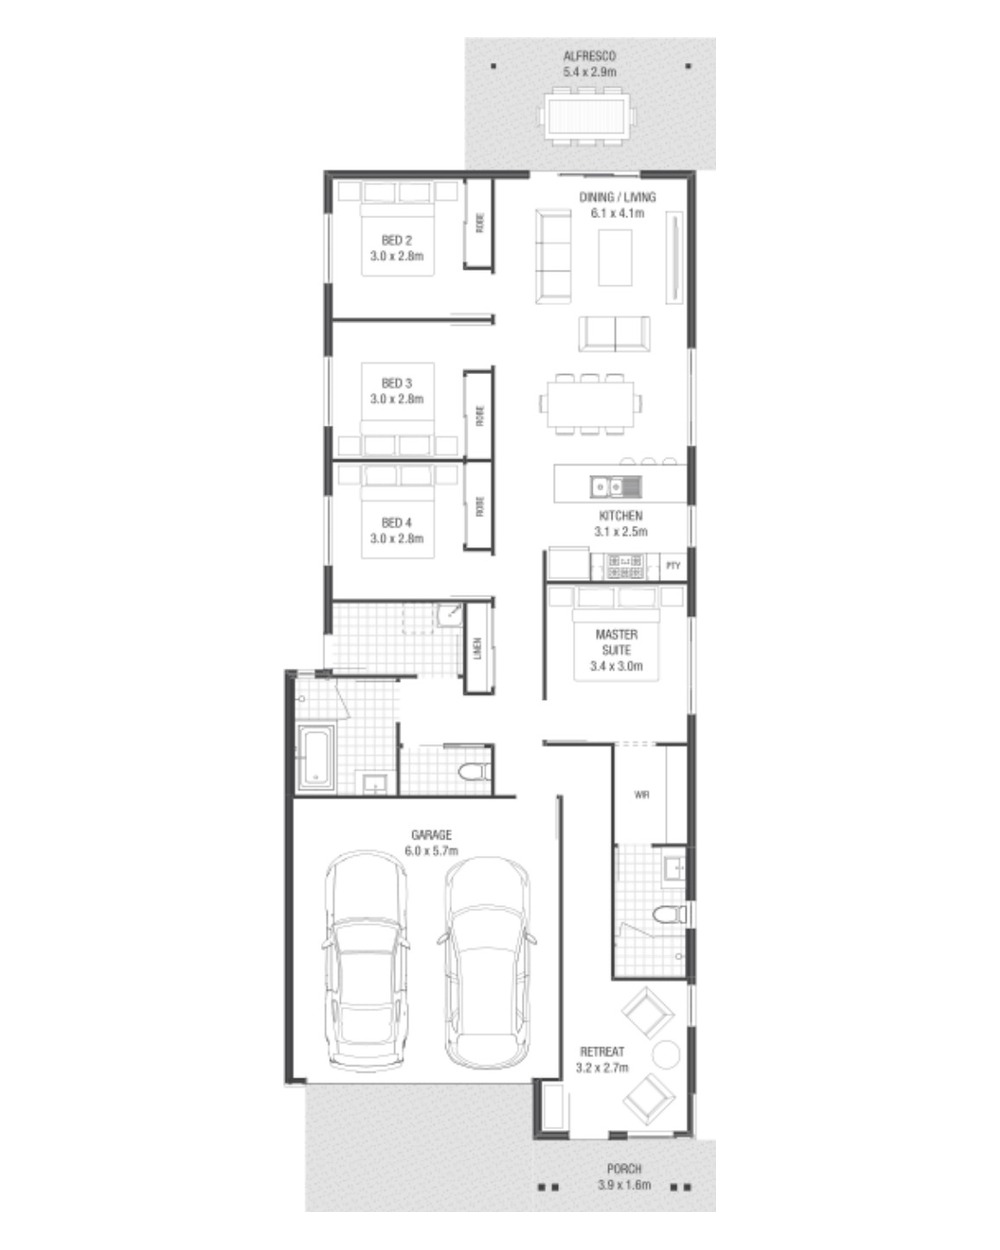 ALFRESCO
5.4 x 2.9m
DINING / LIVING
6.1 x 4.1m
ROBE
BED 2
3.0 x 2.8m
BED 3
3.0 x 2.8m
ROBE
ROBE
BED 4
3.0 x 2.8m
KITCHEN
3.1 x 2.5m
PTY
MASTER
SUITE
3.4 x 3.0m
LINEN
WIR
GARAGE
6.0 x 5.7m
RETREAT
3.2 x 2.7m
PORCH
3.9 x 1.6m